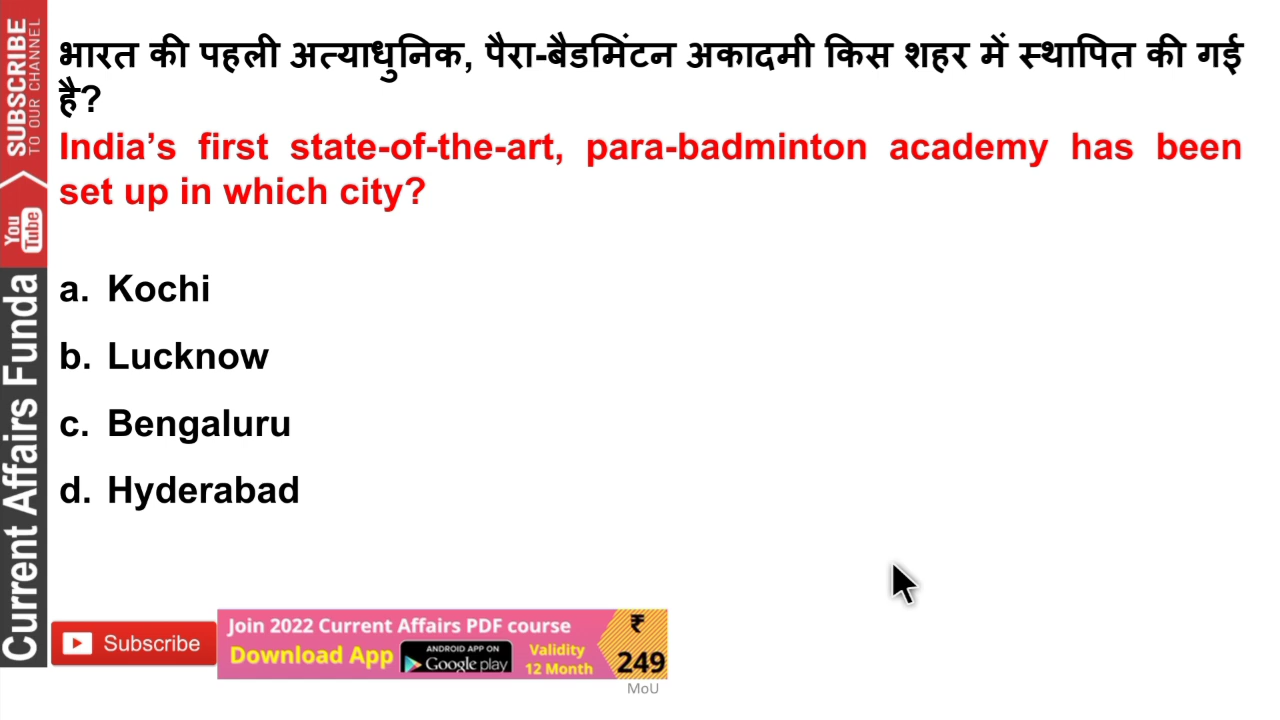 भारत की पहली अत्याधुनिक, पैरा-बैडमिंटन अकादमी किस शहर में स्थापित की गई
है?
India’s first state-of-the-art, para-badminton academy has been
set up in which city?
a. Kochi
b. Lucknow
c. Bengaluru
d. Hyderabad
SUBSCRIBE
TO OUR CHANNEL
You
Tube
Current Affairs Funda
Subscribe
Join 2022 Current Affairs PDF course
Download App
ANDROID APP ON
Google play
Validity
12 Month
₹
249
MoU